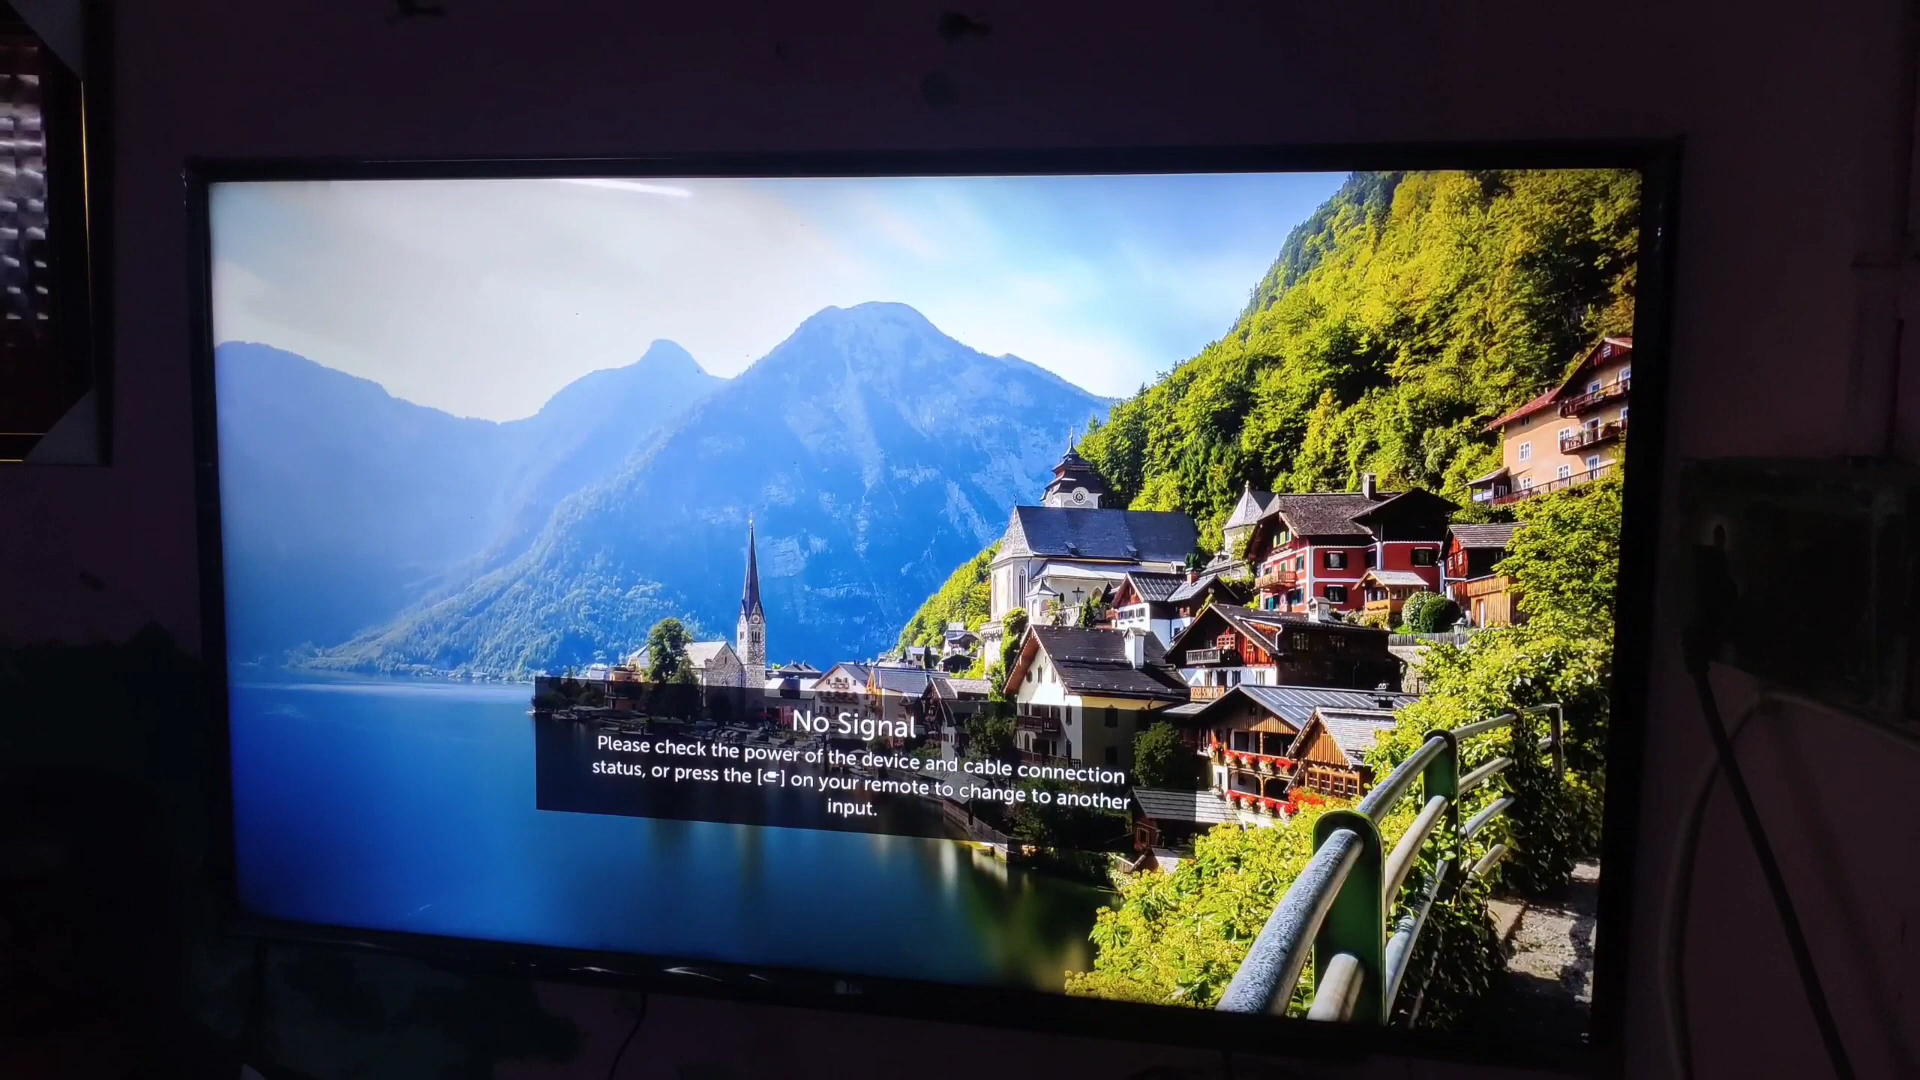 No Signal
Please check the power of the device and cable connection
status, or press the [⊂] on your remote to change to another
input.